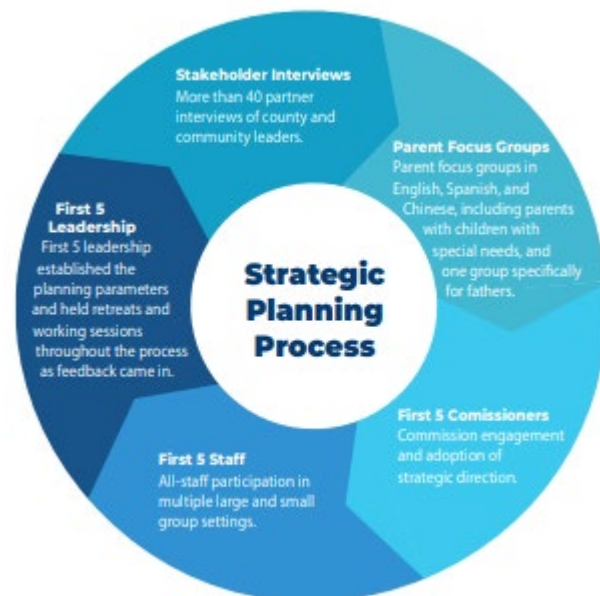 Stakeholder Interviews
More than 40 partner
interviews of county and
community leaders.
Parent Focus Groups
Parent focus groups in
English, Spanish, and
Chinese, including parents
with children with
special needs, and
one group specifically
for fathers.
First 5 Comissioners
Commission engagement
and adoption of
strategic direction.
First 5 Staff
All-staff participation in
multiple large and small
group settings.
First 5
Leadership
First 5 leadership
established the
planning parameters
and held retreats and
working sessions
throughout the process
as feedback came in.
Strategic
Planning
Process